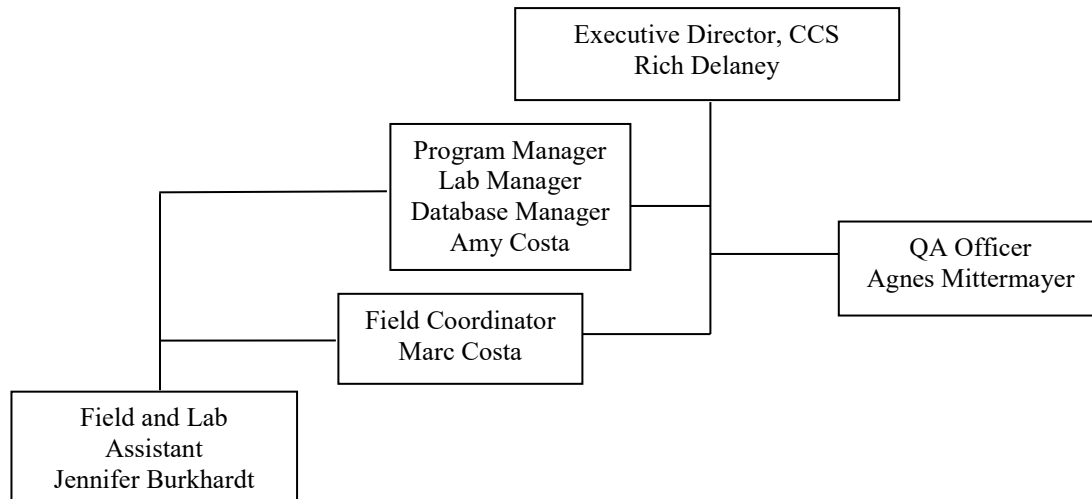 Executive Director, CCS
Rich Delaney
Program Manager
Lab Manager
Database Manager
Amy Costa
QA Officer
Agnes Mittermayer
Field Coordinator
Marc Costa
Field and Lab
Assistant
Jennifer Burkhardt